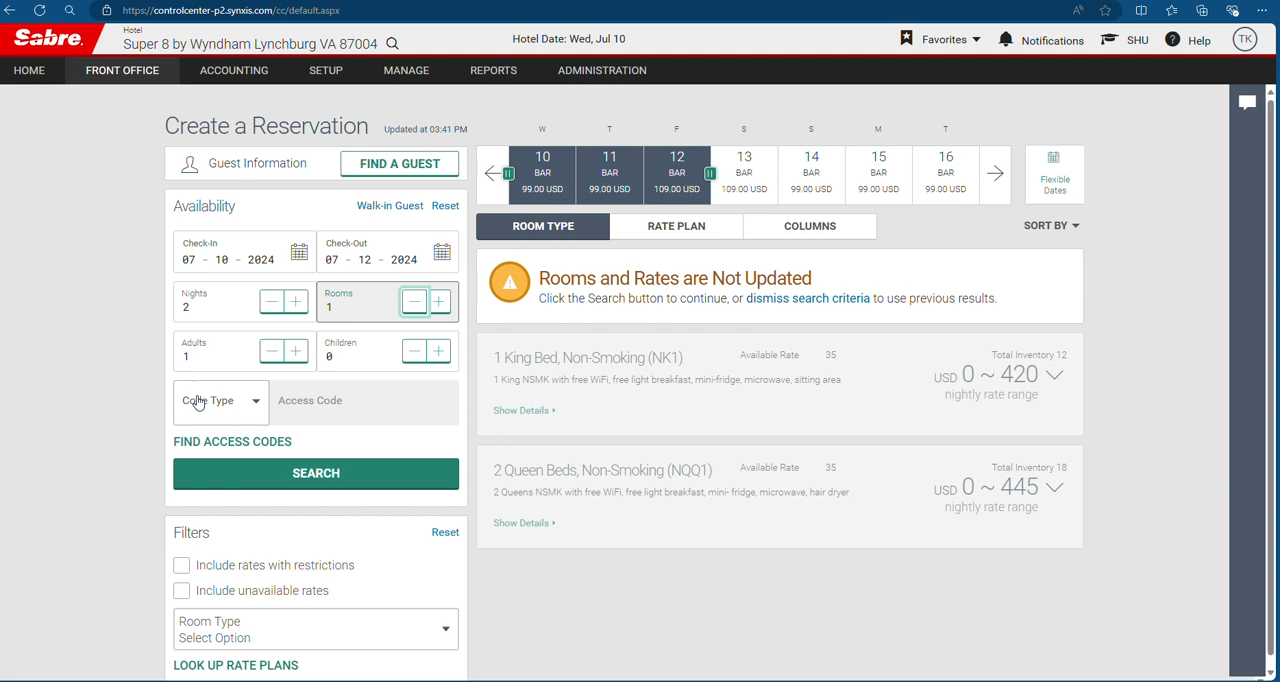 https://controlcenter-p2.synxis.com/cc/default.aspx
Sabre.
Hotel
Super 8 by Wyndham Lynchburg VA 87004
Hotel Date: Wed, Jul 10
Favorites
Notifications
SHU
? Help
TK
HOME FRONT OFFICE ACCOUNTING SETUP MANAGE REPORTS ADMINISTRATION
Create a Reservation Updated at 03:41 PM
Guest Information FIND A GUEST
Availability Walk-in Guest Reset
Check-In
07 - 10 - 2024
Check-Out
07 - 12 - 2024
Nights
2
Rooms
1
Adults
1
Children
0
Type
Access Code
FIND ACCESS CODES
SEARCH
Filters Reset
Include rates with restrictions
Include unavailable rates
Room Type
Select Option
LOOK UP RATE PLANS
W T F S S M T
10 11 12 13 14 15 16
BAR BAR BAR BAR BAR BAR BAR
99.00 USD 99.00 USD 109.00 USD 109.00 USD 99.00 USD 99.00 USD 99.00 USD
Flexible
Dates
ROOM TYPE RATE PLAN COLUMNS SORT BY
Rooms and Rates are Not Updated
Click the Search button to continue, or dismiss search criteria to use previous results.
1 King Bed, Non-Smoking (NK1) Available Rate 35 Total Inventory 12
1 King NSMK with free WiFi, free light breakfast, mini-fridge, microwave, sitting area
USD 0 ~ 420
nightly rate range
Show Details
2 Queen Beds, Non-Smoking (NQQ1) Available Rate 35 Total Inventory 18
2 Queens NSMK with free WiFi, free light breakfast, mini- fridge, microwave, hair dryer
USD 0 ~ 445
nightly rate range
Show Details